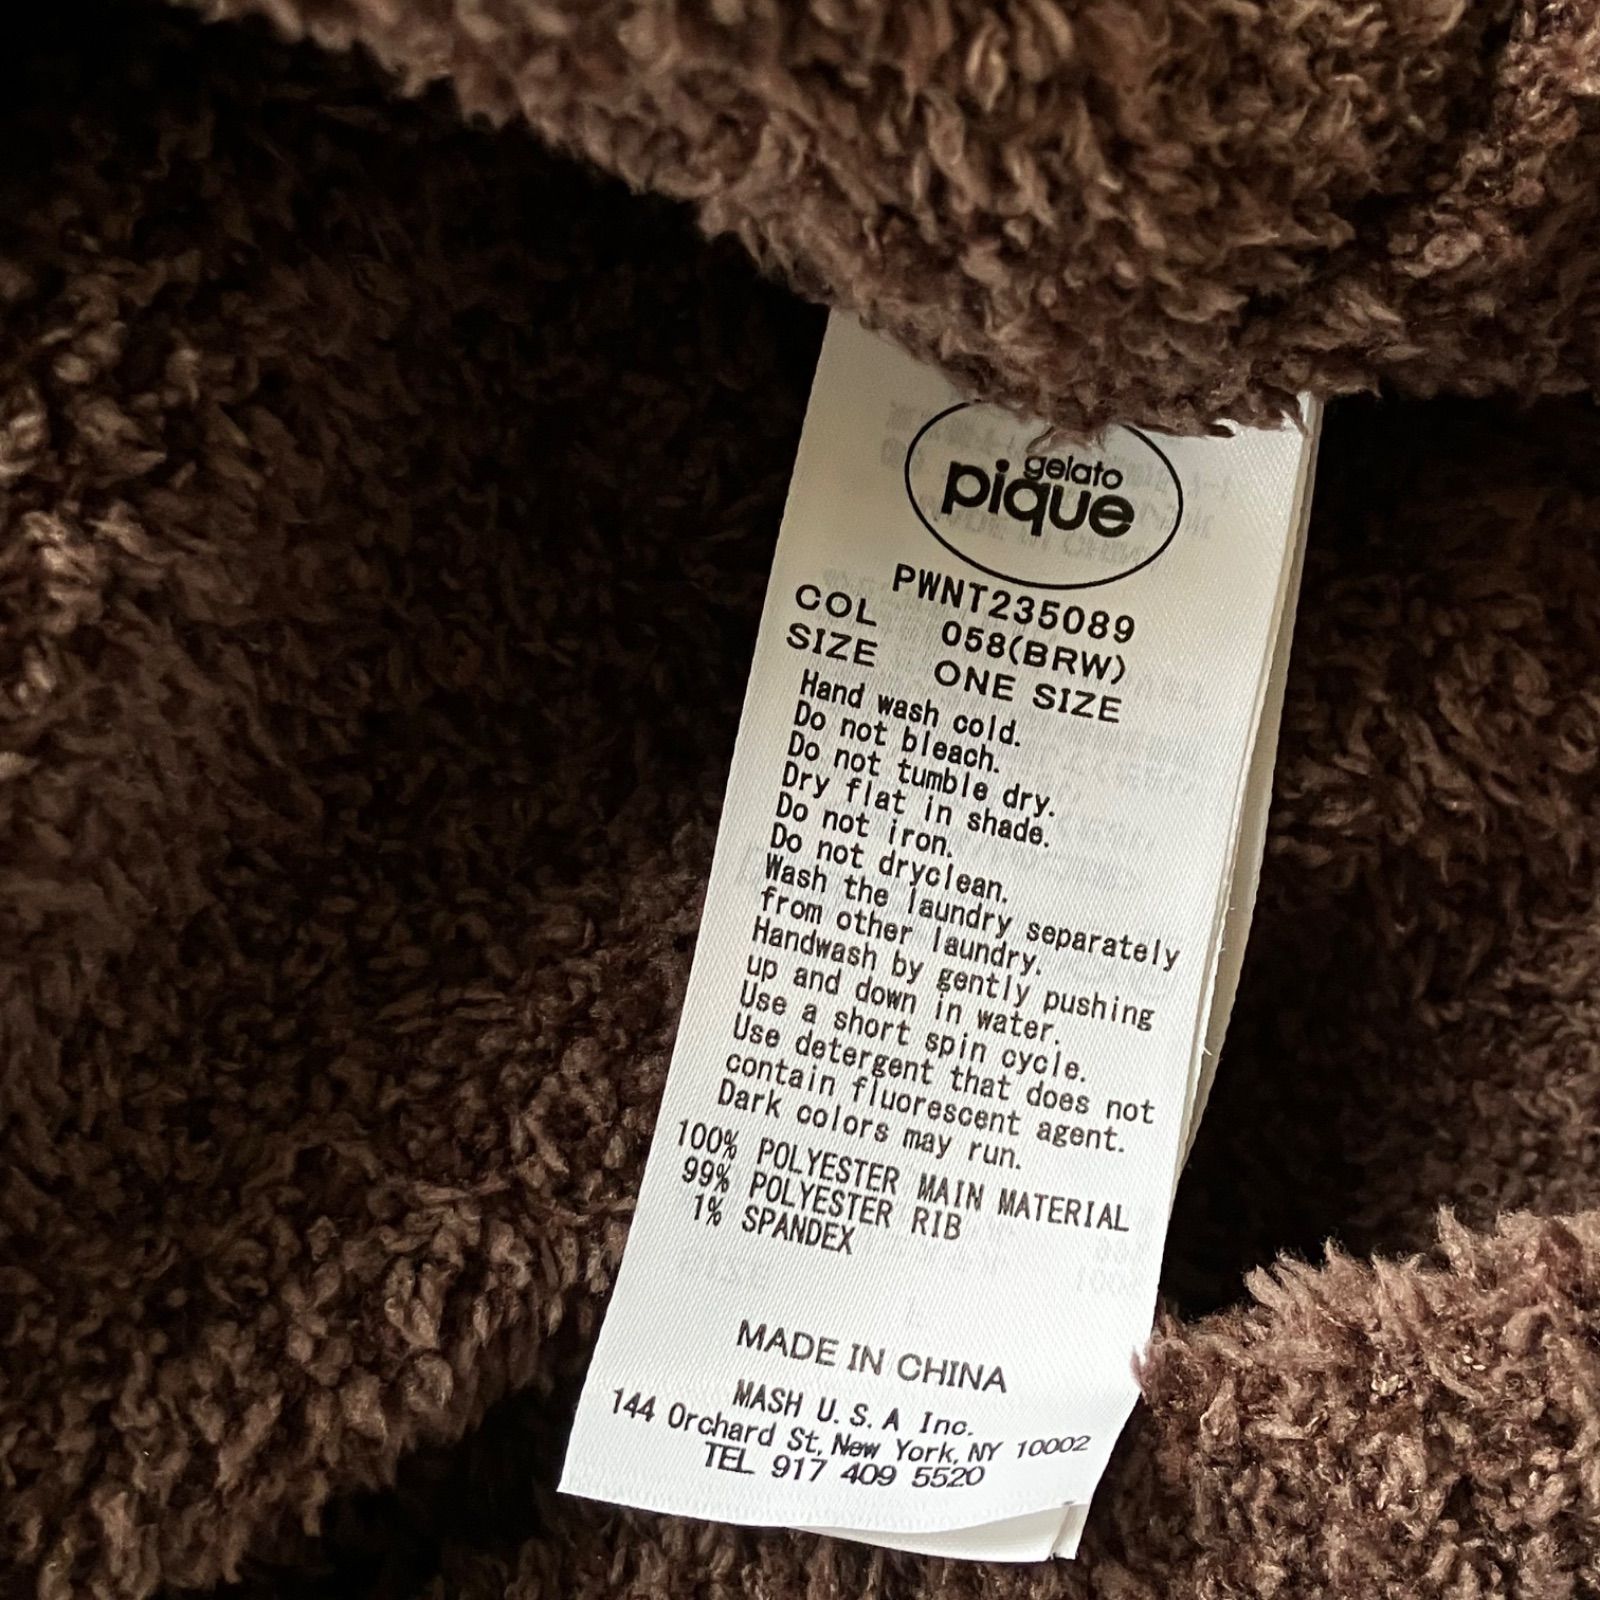 gelato
pique
PWNT235089
COL 058(BRW)
SIZE ONE SIZE
Hand wash cold.
Do not bleach.
Do not tumble dry.
Dry flat in shade.
Do not iron.
Do not dryclean.
Wash the laundry separately
from other laundry.
Handwash by gently pushing
up and down in water.
Use a short spin cycle.
Use detergent that does not
contain fluorescent agent.
Dark colors may run.
100% POLYESTER MAIN MATERIAL
99% POLYESTER RIB
1% SPANDEX
MADE IN CHINA
MASH U.S.A Inc.
144 Orchard St, New York, NY 10002
TEL 917 409 5520